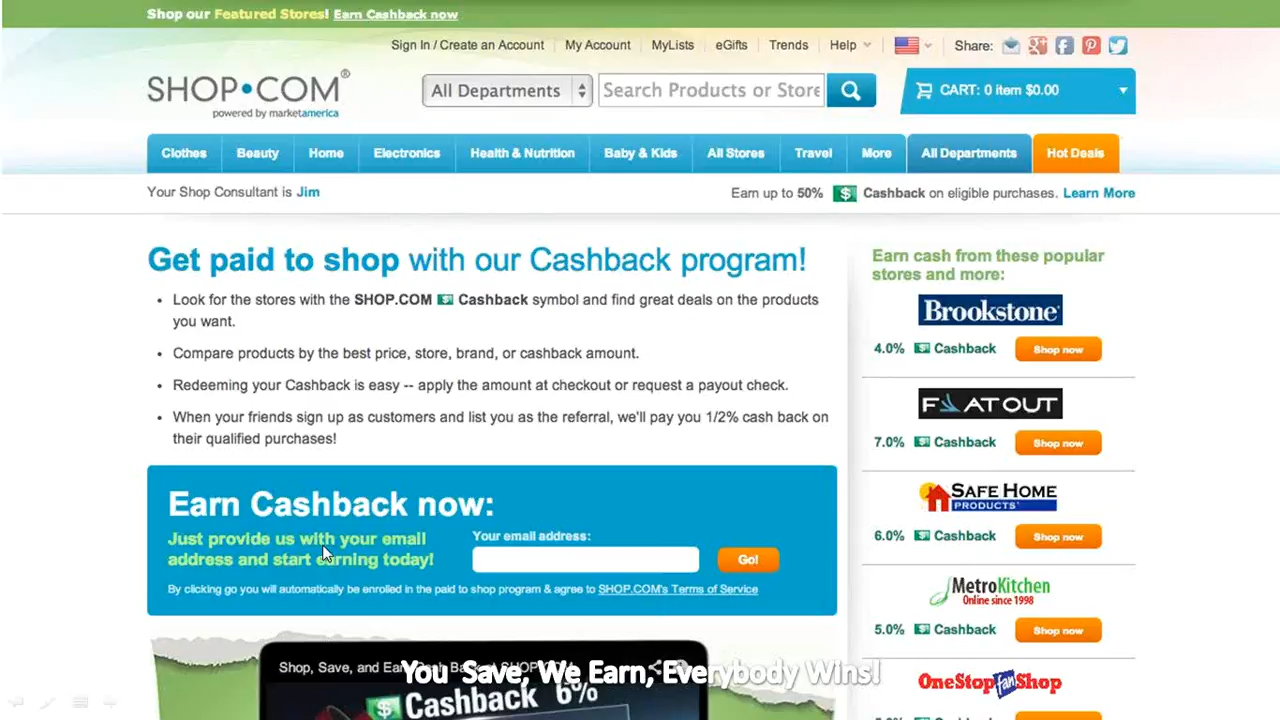 Shop our Featured Stores! Earn Cashback now
Sign In / Create an Account My Account MyLists eGifts Trends Help Share:
SHOP•COM®
powered by marketamerica
All Departments Search Products or Store
CART: 0 item $0.00
Clothes Beauty Home Electronics Health & Nutrition Baby & Kids All Stores Travel More All Departments Hot Deals
Your Shop Consultant is Jim
Earn up to 50% $ Cashback on eligible purchases. Learn More
Get paid to shop with our Cashback program!
• Look for the stores with the SHOP.COM $ Cashback symbol and find great deals on the products
you want.
• Compare products by the best price, store, brand, or cashback amount.
• Redeeming your Cashback is easy -- apply the amount at checkout or request a payout check.
• When your friends sign up as customers and list you as the referral, we'll pay you 1/2% cash back on
their qualified purchases!
Earn Cashback now:
Just provide us with your email
address and start earning today!
Your email address:
Go!
By clicking go you will automatically be enrolled in the paid to shop program & agree to SHOP.COM's Terms of Service
Shop, Save, and Earn
You Save, We Earn, Everybody Wins!
$ Cashback 6%
Earn cash from these popular
stores and more:
Brookstone®
4.0% $ Cashback Shop now
FLATOUT
7.0% $ Cashback Shop now
SAFE HOME
PRODUCTS
6.0% $ Cashback Shop now
MetroKitchen
Online since 1998
5.0% $ Cashback Shop now
OneStop fan Shop